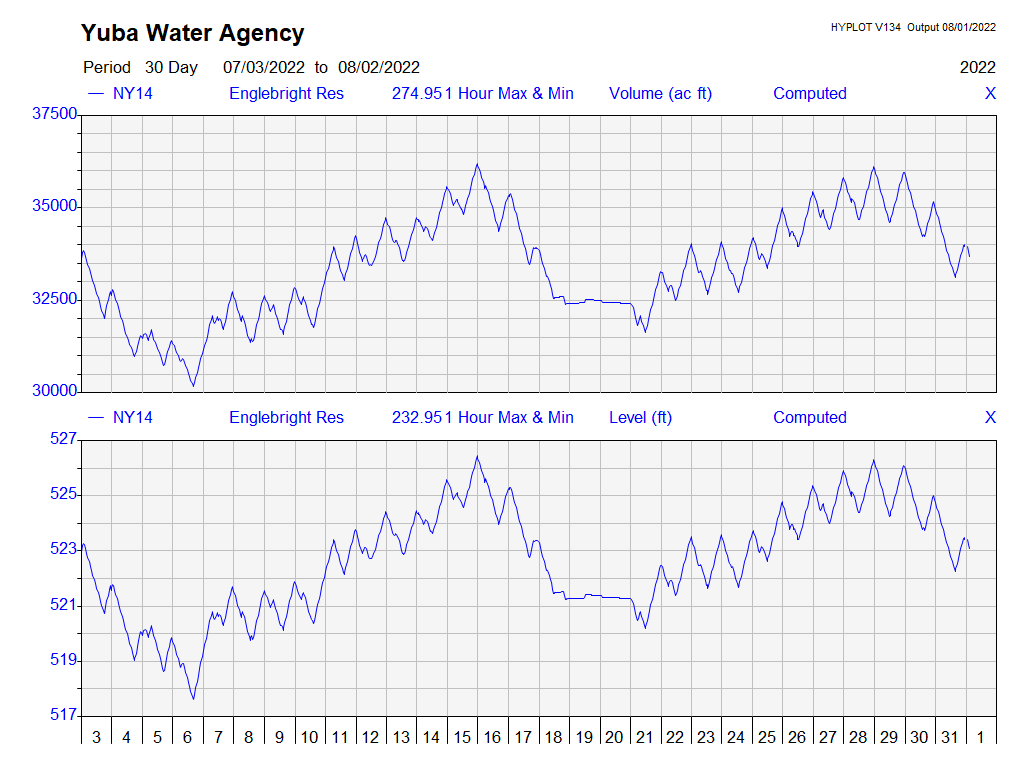 Yuba Water Agency
HYPLOT V134 Output 08/01/2022
Period 30 Day 07/03/2022 to 08/02/2022 2022
NY14 Englebright Res 274.951 Hour Max & Min Volume (ac ft) Computed X
37500
35000
32500
30000
NY14 Englebright Res 232.951 Hour Max & Min Level (ft) Computed X
527
525
523
521
519
517
3 4 5 6 7 8 9 10 11 12 13 14 15 16 17 18 19 20 21 22 23 24 25 26 27 28 29 30 31 1